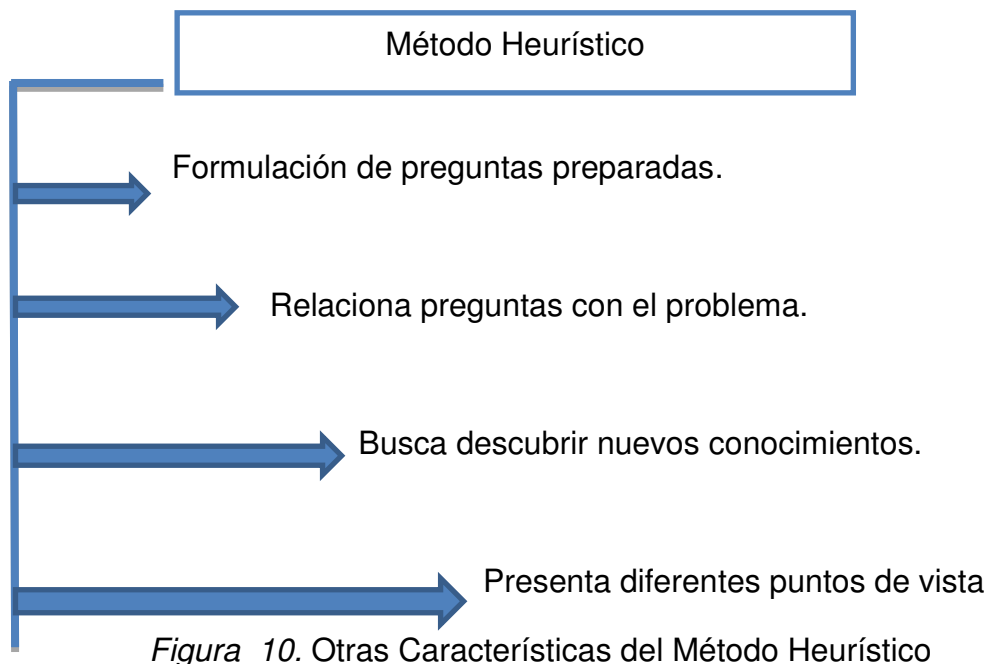 Método Heurístico
Formulación de preguntas preparadas.
Relaciona preguntas con el problema.
Busca descubrir nuevos conocimientos.
Presenta diferentes puntos de vista
Figura 10. Otras Características del Método Heurístico